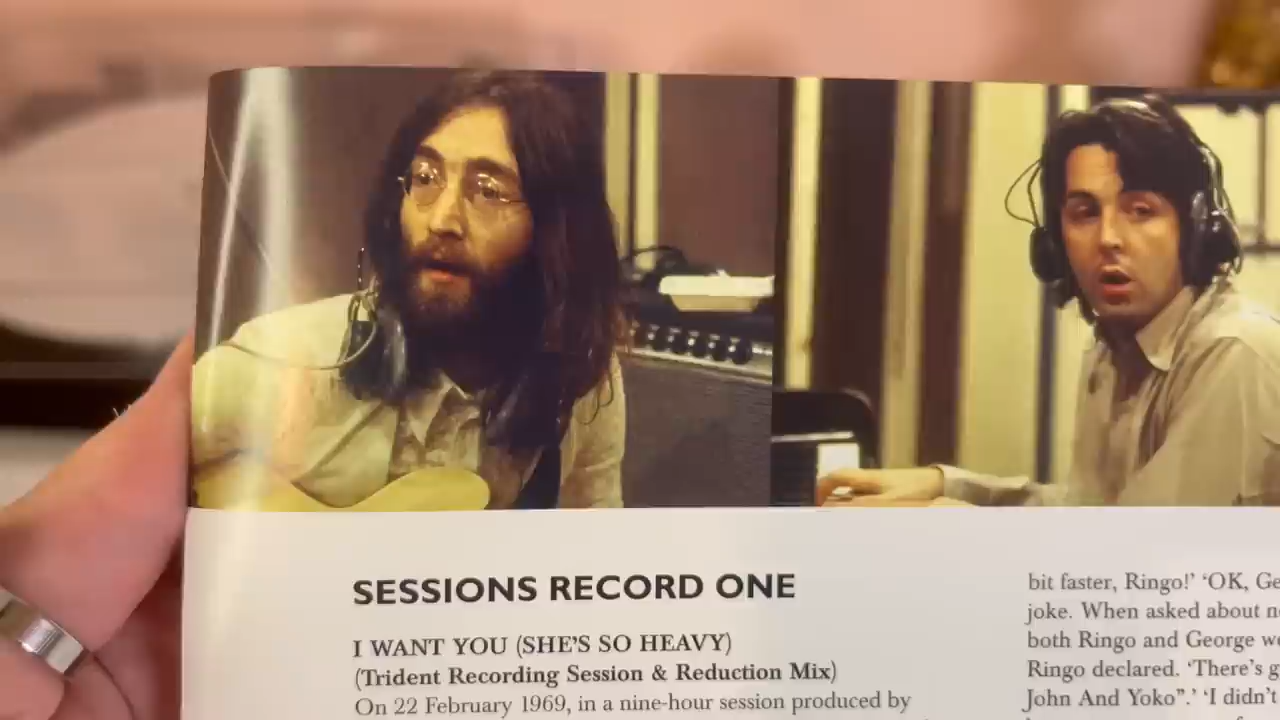 SESSIONS RECORD ONE
I WANT YOU (SHE'S SO HEAVY)
(Trident Recording Session & Reduction Mix)
On 22 February 1969, in a nine-hour session produced by
bit faster, Ringo!' 'OK, Ge
joke. When asked about n
both Ringo and George w
Ringo declared. 'There's g
John And Yoko".' 'I didn't